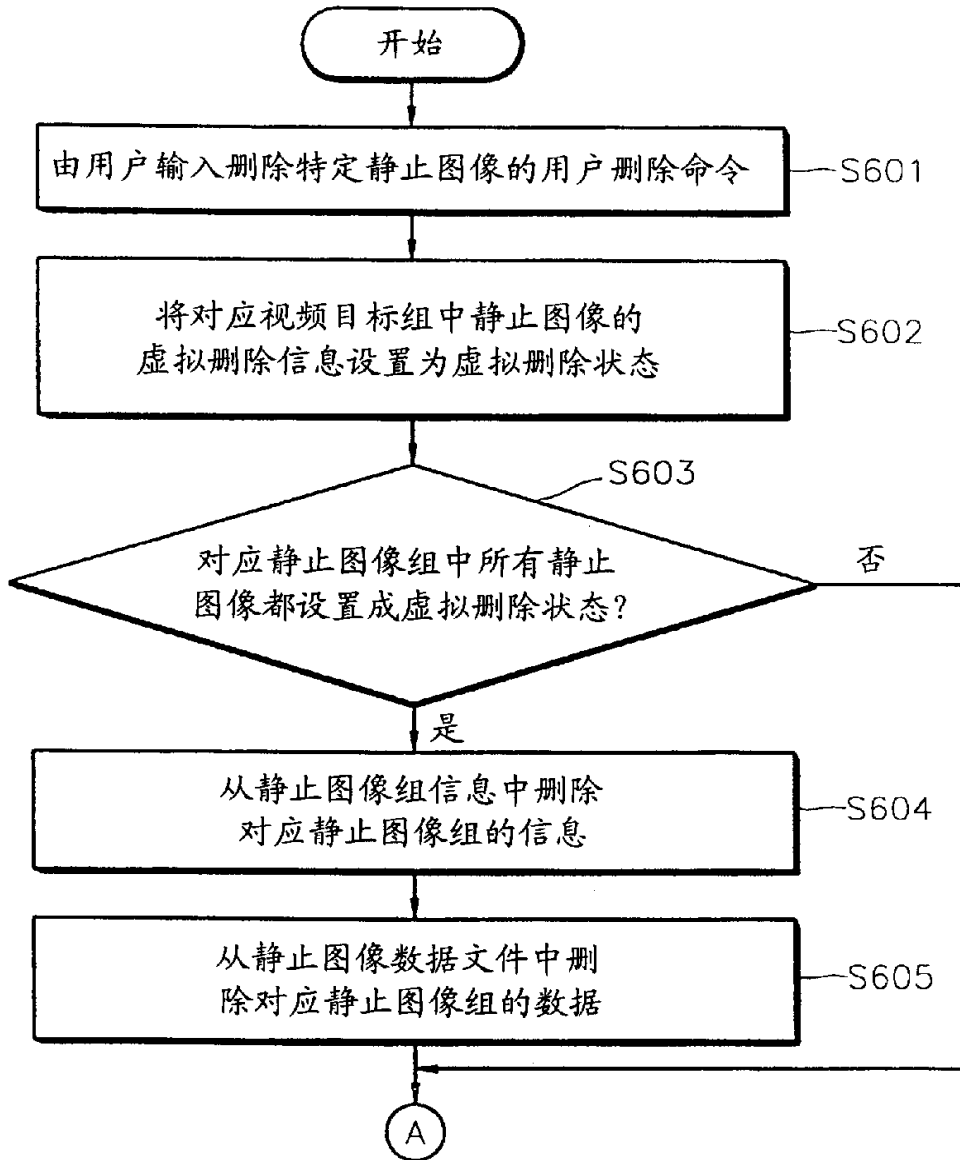 开始
由用户输入删除特定静止图像的用户删除命令
S601
将对应视频目标组中静止图像的
虚拟删除信息设置为虚拟删除状态
S602
S603
对应静止图像组中所有静止
图像都设置成虚拟删除状态?
否
是
从静止图像组信息中删除
对应静止图像组的信息
S604
从静止图像数据文件中删
除对应静止图像组的数据
S605
A